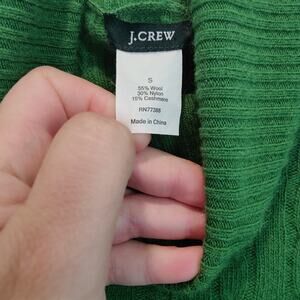 J.CREW
S
55% Wool
30% Nylon
15% Cashmere
RN77388
Made in China